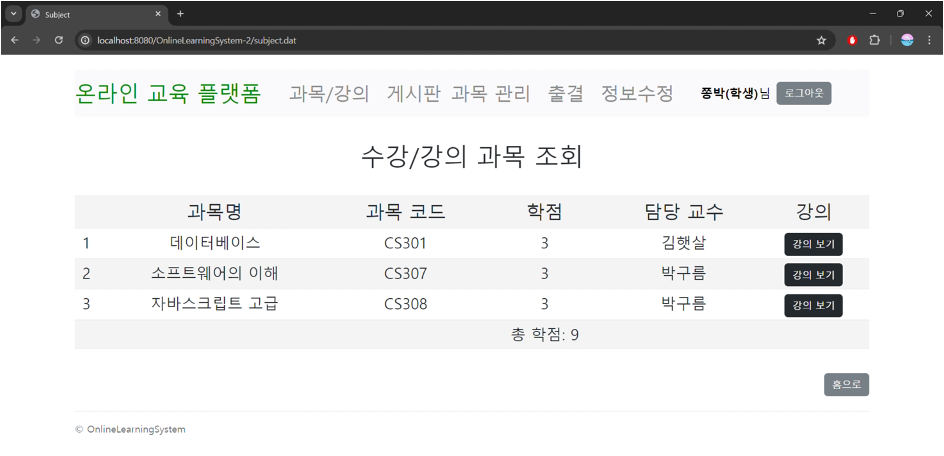 Subject
localhost:8080/OnlineLearningSystem-2/subject.dat
온라인 교육 플랫폼 과목/강의 게시판 과목 관리 출결 정보수정 쫑박(학생)님 로그아웃
수강/강의 과목 조회
과목명 과목 코드 학점 담당 교수 강의
1 데이터베이스 CS301 3 김햇살 강의 보기
2 소프트웨어의 이해 CS307 3 박구름 강의 보기
3 자바스크립트 고급 CS308 3 박구름 강의 보기
총 학점: 9
홈으로
© OnlineLearningSystem